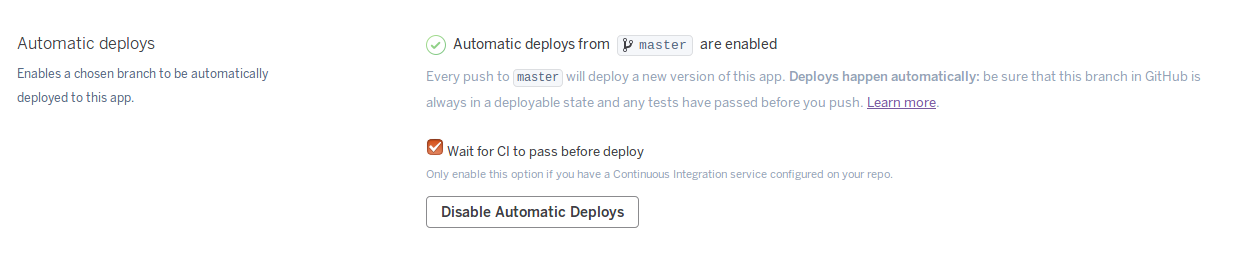 Automatic deploys
Enables a chosen branch to be automatically
deployed to this app.
Automatic deploys from master are enabled
Every push to master will deploy a new version of this app. Deploys happen automatically: be sure that this branch in GitHub is
always in a deployable state and any tests have passed before you push. Learn more.
Wait for CI to pass before deploy
Only enable this option if you have a Continuous Integration service configured on your repo.
Disable Automatic Deploys